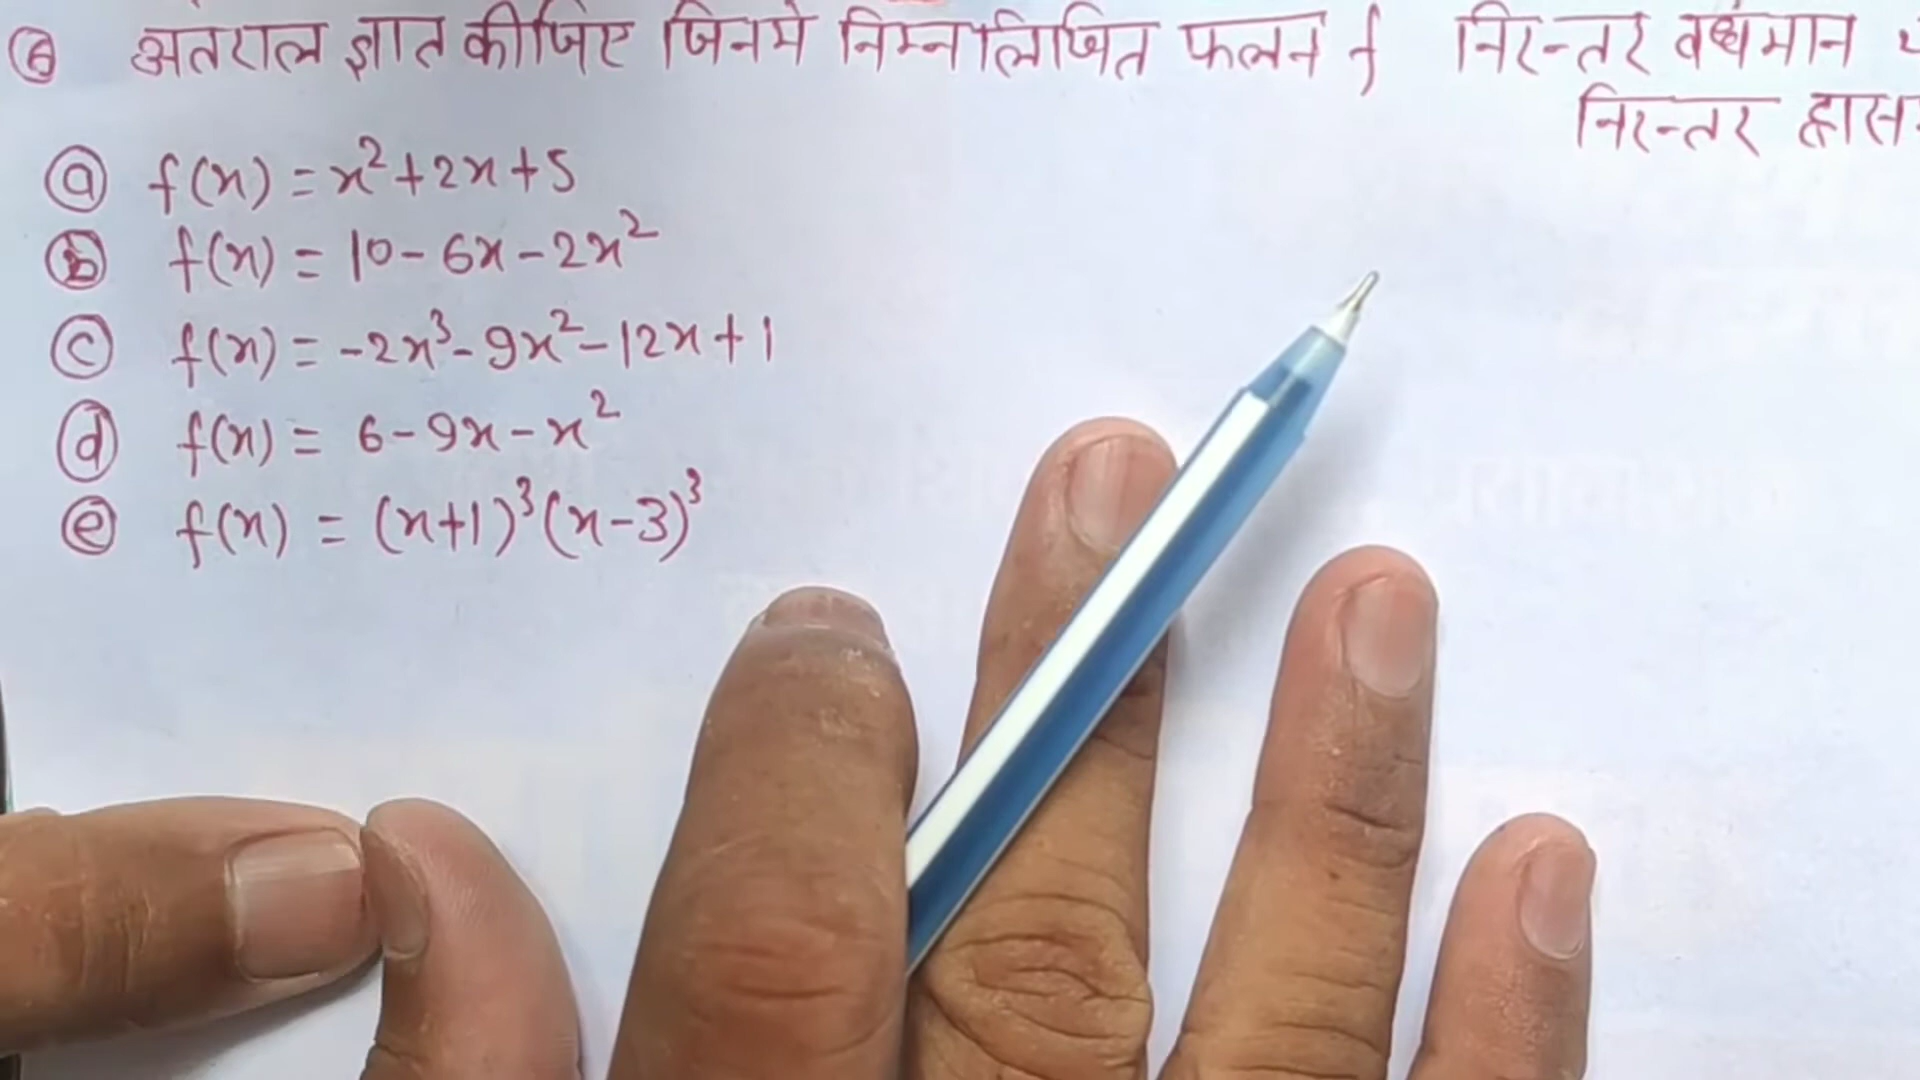 ⑥ अंतराल ज्ञात कीजिए जिनमे निम्नलिखित फलन f निरन्तर वर्धमान
निरन्तर ह्रास
ⓐ f(x) = x²+2x+5
ⓑ f(x) = 10-6x-2x²
ⓒ f(x) = -2x³-9x²-12x+1
ⓓ f(x) = 6-9x-x²
ⓔ f(x) = (x+1)³(x-3)³